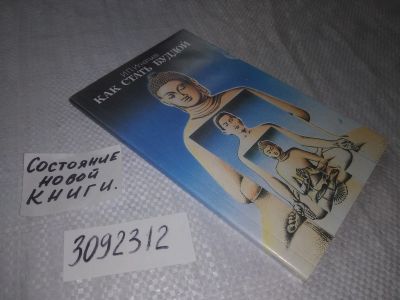 КАК СТАТЬ БУДДОЙ
Состояние
новой
книги.
3092312